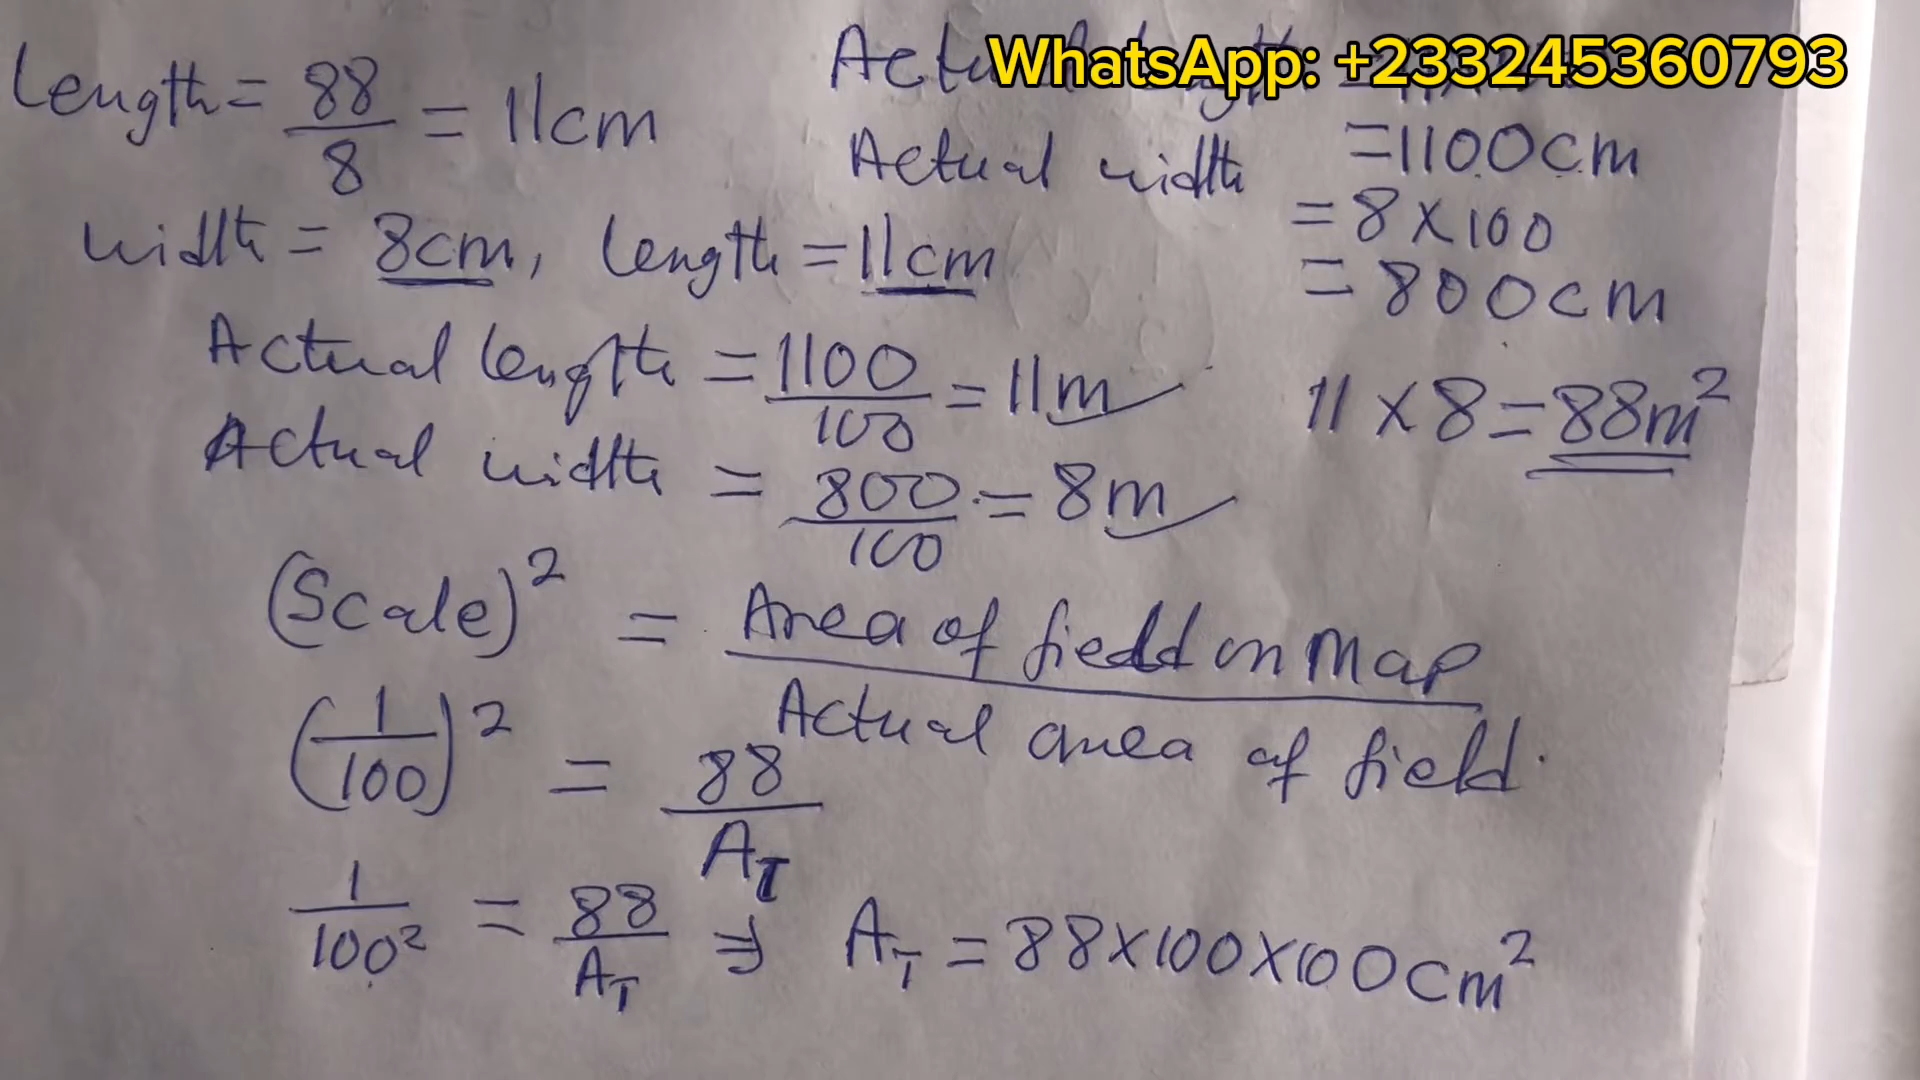 WhatsApp: +233245360793
Length = 88/8 = 11cm
Actual width = 1100cm
= 8 × 100
width = 8cm, length = 11cm
= 800cm
Actual length = 1100/100 = 11m
11 × 8 = 88m²
Actual width = 800/100 = 8m
(Scale)² = Area of field on Map / Actual area of field.
(1/100)² = 88/A_T
1/100² = 88/A_T ⇒ A_T = 88×100×100cm²